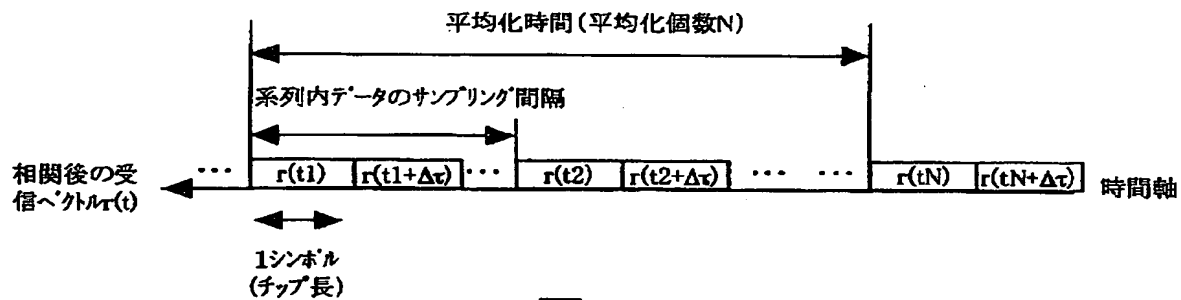 平均化時間(平均化個数N)
系列内データのサンプリング間隔
相関後の受
信ベクトルr(t)
… r(t1) r(t1+Δτ) … r(t2) r(t2+Δτ) … … r(tN) r(tN+Δτ) 時間軸
1シンボル
(チップ長)